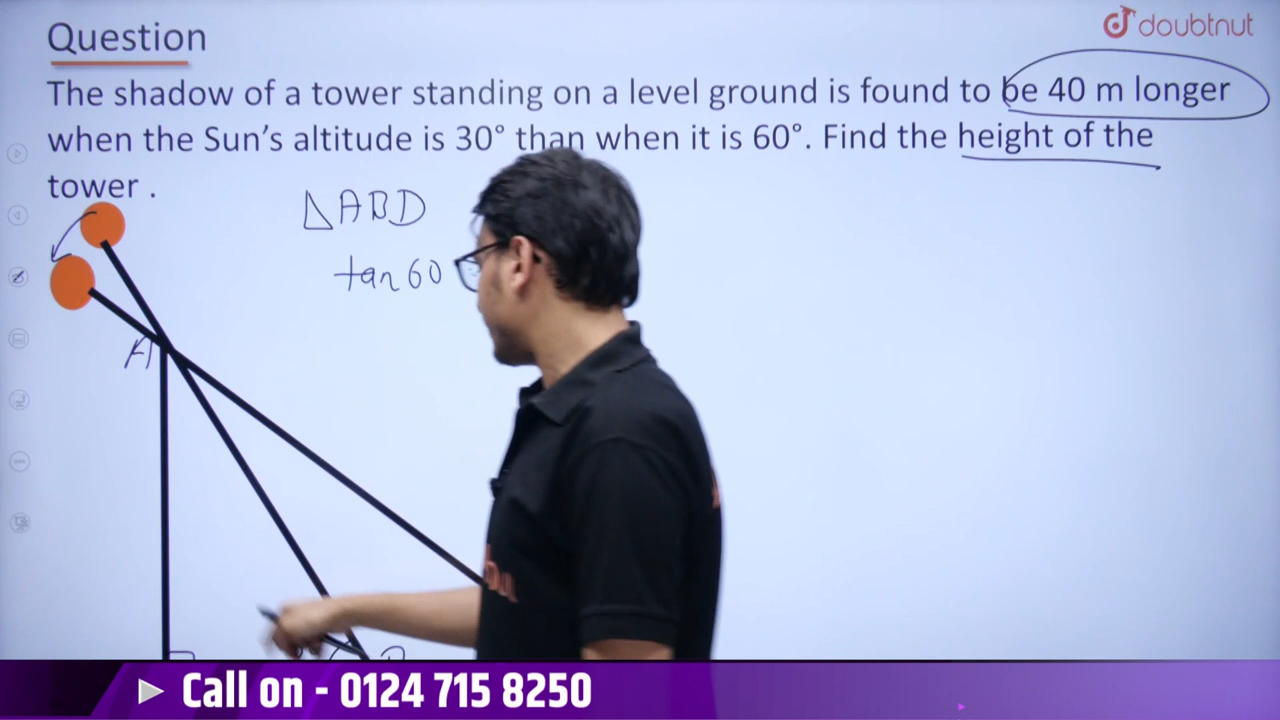 Question
doubtnut
The shadow of a tower standing on a level ground is found to be 40 m longer
when the Sun's altitude is 30° than when it is 60°. Find the height of the
tower .
△ABD
tan 60
A
Call on - 0124 715 8250